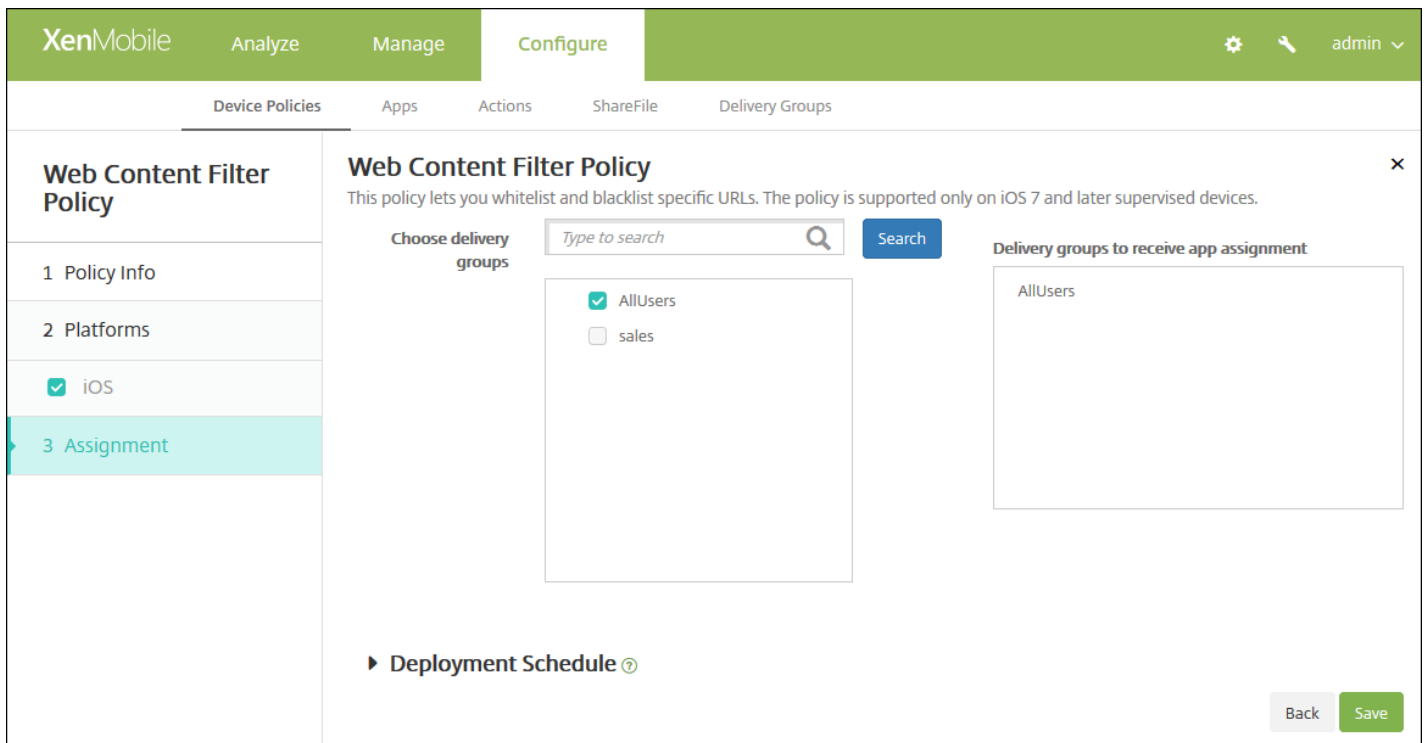 XenMobile Analyze Manage Configure admin
Device Policies Apps Actions ShareFile Delivery Groups
Web Content Filter
Policy
1 Policy Info
2 Platforms
iOS
3 Assignment
Web Content Filter Policy
This policy lets you whitelist and blacklist specific URLs. The policy is supported only on iOS 7 and later supervised devices.
Choose delivery
groups
Type to search
Search
AllUsers
sales
Delivery groups to receive app assignment
AllUsers
Deployment Schedule ?
Back Save